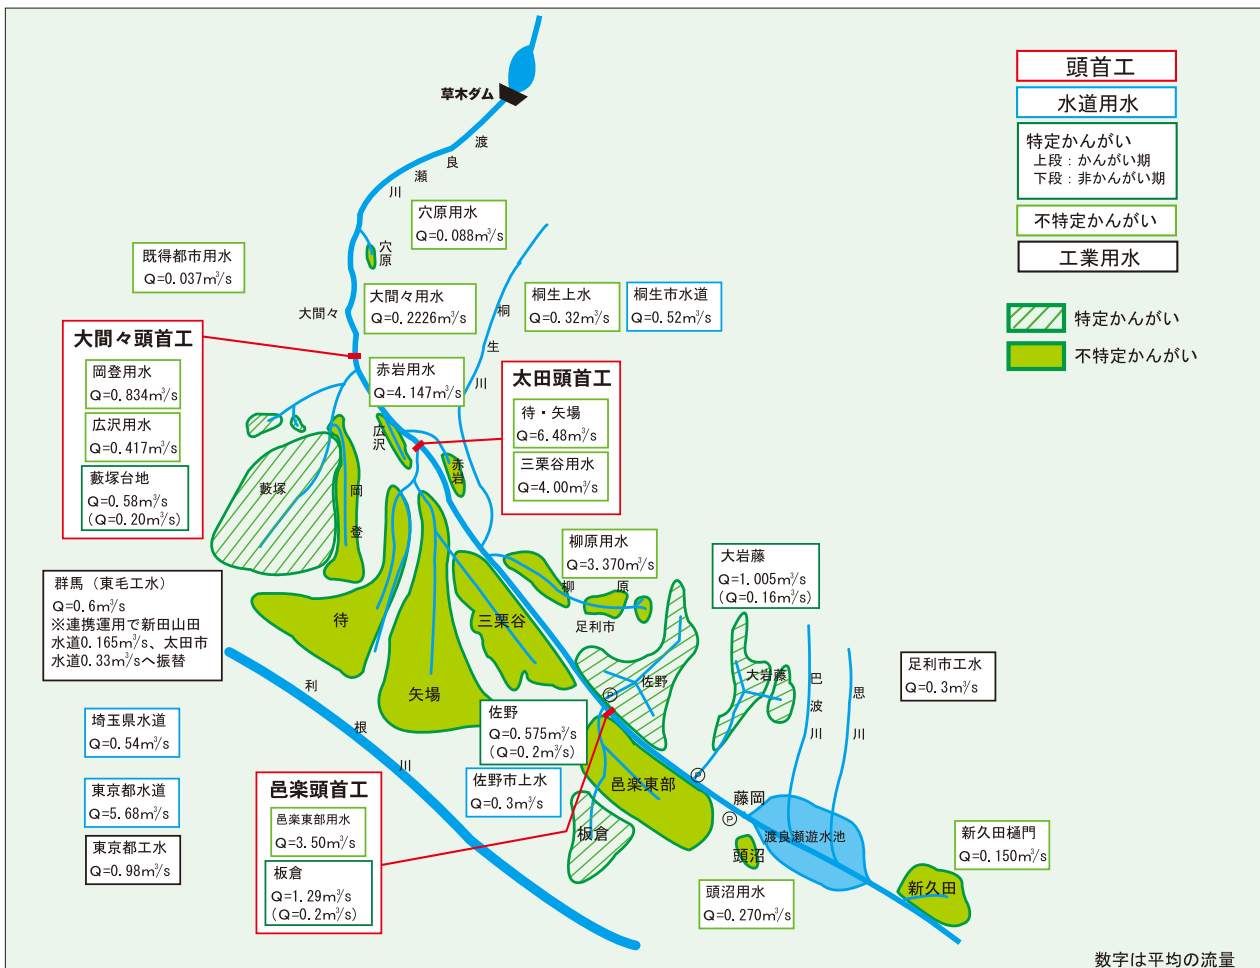 草木ダム
渡良瀬川
頭首工
水道用水
特定かんがい
上段：かんがい期
下段：非かんがい期
不特定かんがい
工業用水
特定かんがい
不特定かんがい
穴原用水
Q=0.088m³/s
穴原
既得都市用水
Q=0.037m³/s
大間々
大間々用水
Q=0.2226m³/s
桐生川
桐生上水
Q=0.32m³/s
桐生市水道
Q=0.52m³/s
大間々頭首工
岡登用水
Q=0.834m³/s
広沢用水
Q=0.417m³/s
藪塚台地
Q=0.58m³/s
(Q=0.20m³/s)
赤岩用水
Q=4.147m³/s
太田頭首工
待・矢場
Q=6.48m³/s
三栗谷用水
Q=4.00m³/s
広沢
赤岩
藪塚
岡登
待
矢場
三栗谷
柳原用水
Q=3.370m³/s
柳原
足利市
大岩藤
Q=1.005m³/s
(Q=0.16m³/s)
群馬（東毛工水）
Q=0.6m³/s
※連携運用で新田山田
水道0.165m³/s、太田市
水道0.33m³/sへ振替
利根川
佐野
大岩藤
巴波川
思川
足利市工水
Q=0.3m³/s
埼玉県水道
Q=0.54m³/s
東京都水道
Q=5.68m³/s
東京都工水
Q=0.98m³/s
佐野
Q=0.575m³/s
(Q=0.2m³/s)
佐野市上水
Q=0.3m³/s
邑楽頭首工
邑楽東部用水
Q=3.50m³/s
板倉
Q=1.29m³/s
(Q=0.2m³/s)
P
邑楽東部
板倉
P
藤岡
P
渡良瀬遊水池
頭沼
頭沼用水
Q=0.270m³/s
新久田樋門
Q=0.150m³/s
新久田
数字は平均の流量